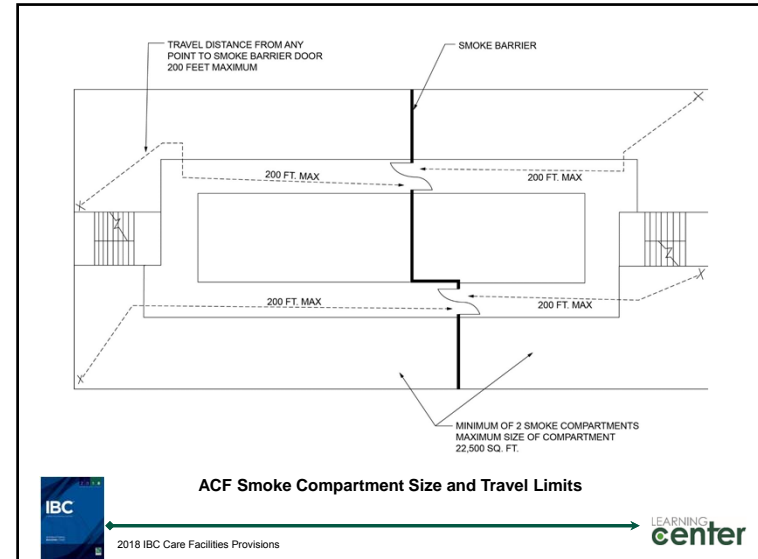 TRAVEL DISTANCE FROM ANY
POINT TO SMOKE BARRIER DOOR
200 FEET MAXIMUM
SMOKE BARRIER
200 FT. MAX
200 FT. MAX
200 FT. MAX
200 FT. MAX
MINIMUM OF 2 SMOKE COMPARTMENTS
MAXIMUM SIZE OF COMPARTMENT
22,500 SQ. FT.
ACF Smoke Compartment Size and Travel Limits
IBC
2018 IBC Care Facilities Provisions
LEARNING
center